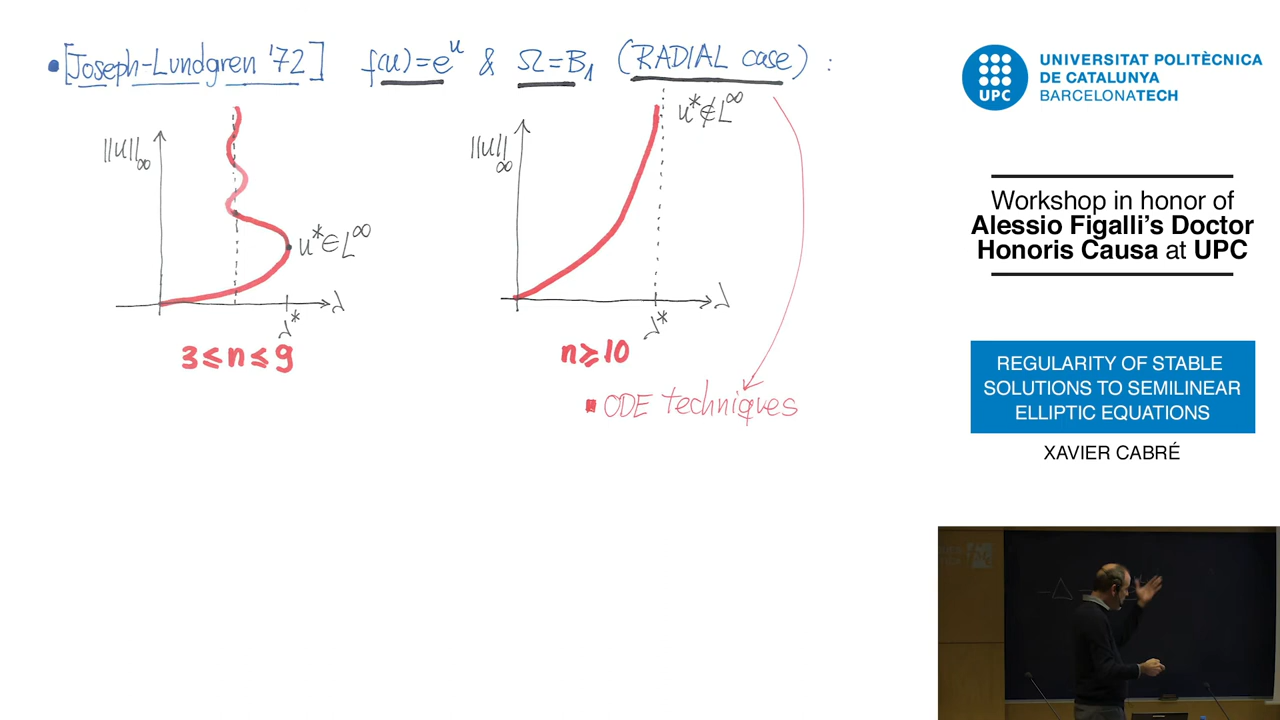 • [Joseph-Lundgren '72] f(u)=e^u & Ω=B₁ (RADIAL case) :
||u||∞
u*∈L^∞
λ
λ*
3≤n≤9
||u||∞
u*∉L^∞
λ
λ*
n≥10
▪ ODE techniques
UPC
UNIVERSITAT POLITÈCNICA
DE CATALUNYA
BARCELONATECH
Workshop in honor of
Alessio Figalli's Doctor
Honoris Causa at UPC
REGULARITY OF STABLE
SOLUTIONS TO SEMILINEAR
ELLIPTIC EQUATIONS
XAVIER CABRÉ